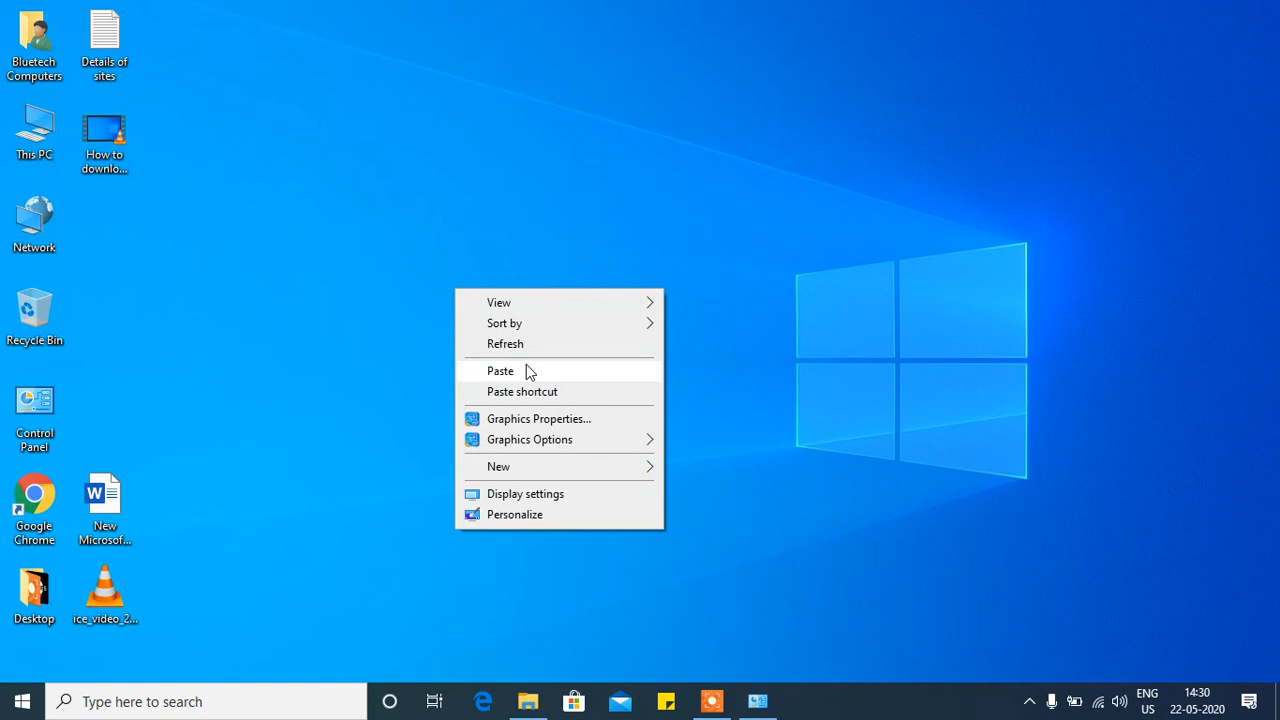 Bluetech
Computers
Details of
sites
This PC
How to
downlo...
Network
Recycle Bin
Control
Panel
Google
Chrome
New
Microsof...
Desktop
ice_video_2...
View
Sort by
Refresh
Paste
Paste shortcut
Graphics Properties...
Graphics Options
New
Display settings
Personalize
Type here to search
ENG
US
14:30
22-05-2020